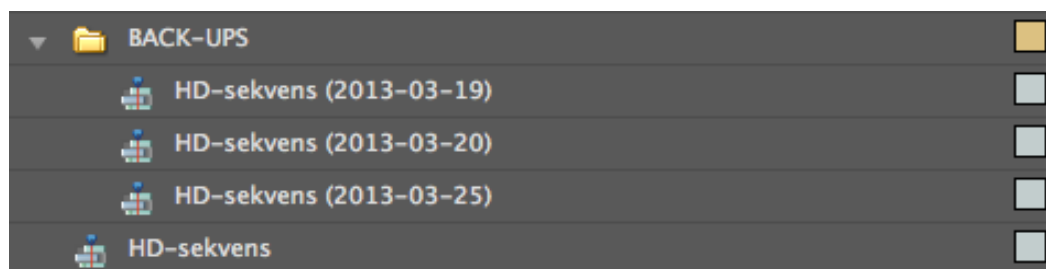 BACK-UPS
HD-sekvens (2013-03-19)
HD-sekvens (2013-03-20)
HD-sekvens (2013-03-25)
HD-sekvens